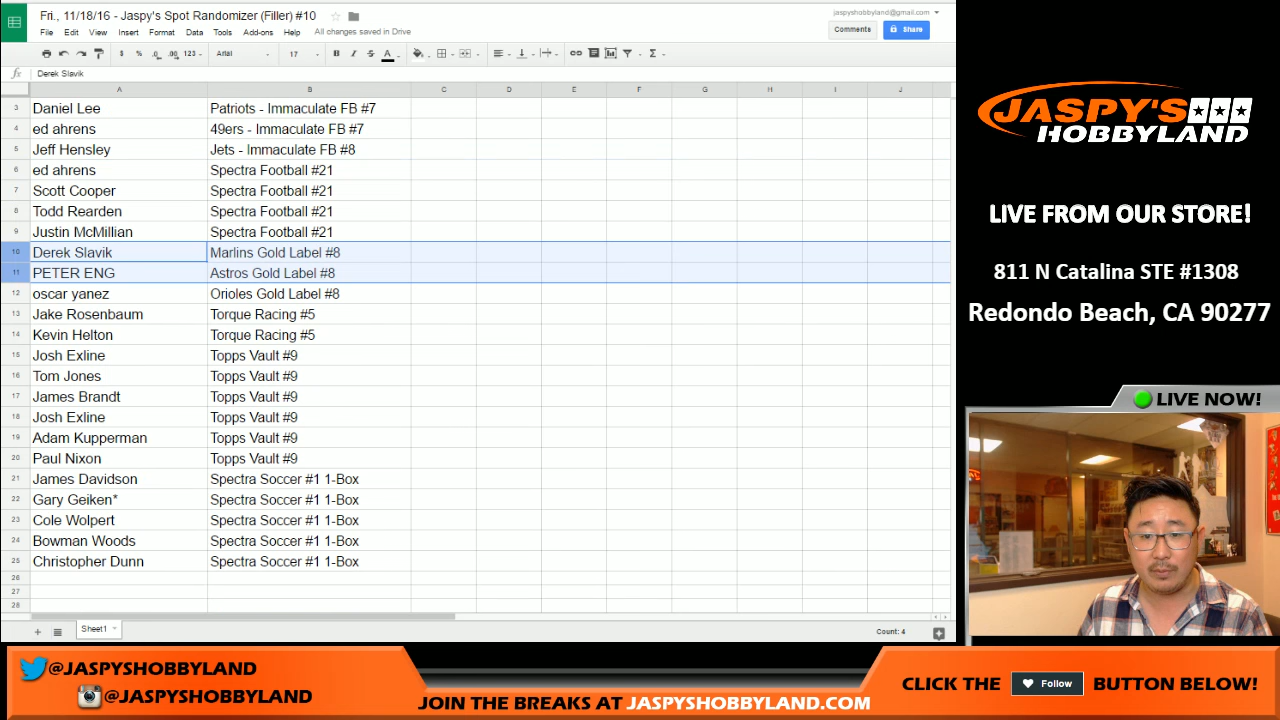 Fri., 11/18/16 - Jaspy's Spot Randomizer (Filler) #10
jaspyshobbyland@gmail.com
File Edit View Insert Format Data Tools Add-ons Help All changes saved in Drive
Comments
Share
$ % .0 .00 123 Arial 17 B I S A
fx Derek Slavik
A B C D E F G H I J
3 Daniel Lee Patriots - Immaculate FB #7
4 ed ahrens 49ers - Immaculate FB #7
5 Jeff Hensley Jets - Immaculate FB #8
6 ed ahrens Spectra Football #21
7 Scott Cooper Spectra Football #21
8 Todd Rearden Spectra Football #21
9 Justin McMillian Spectra Football #21
10 Derek Slavik Marlins Gold Label #8
11 PETER ENG Astros Gold Label #8
12 oscar yanez Orioles Gold Label #8
13 Jake Rosenbaum Torque Racing #5
14 Kevin Helton Torque Racing #5
15 Josh Exline Topps Vault #9
16 Tom Jones Topps Vault #9
17 James Brandt Topps Vault #9
18 Josh Exline Topps Vault #9
19 Adam Kupperman Topps Vault #9
20 Paul Nixon Topps Vault #9
21 James Davidson Spectra Soccer #1 1-Box
22 Gary Geiken* Spectra Soccer #1 1-Box
23 Cole Wolpert Spectra Soccer #1 1-Box
24 Bowman Woods Spectra Soccer #1 1-Box
25 Christopher Dunn Spectra Soccer #1 1-Box
26
27
28
Sheet1
Count: 4
JASPY'S
HOBBYLAND
LIVE FROM OUR STORE!
811 N Catalina STE #1308
Redondo Beach, CA 90277
LIVE NOW!
@JASPYSHOBBYLAND
@JASPYSHOBBYLAND
JOIN THE BREAKS AT JASPYSHOBBYLAND.COM
CLICK THE Follow BUTTON BELOW!